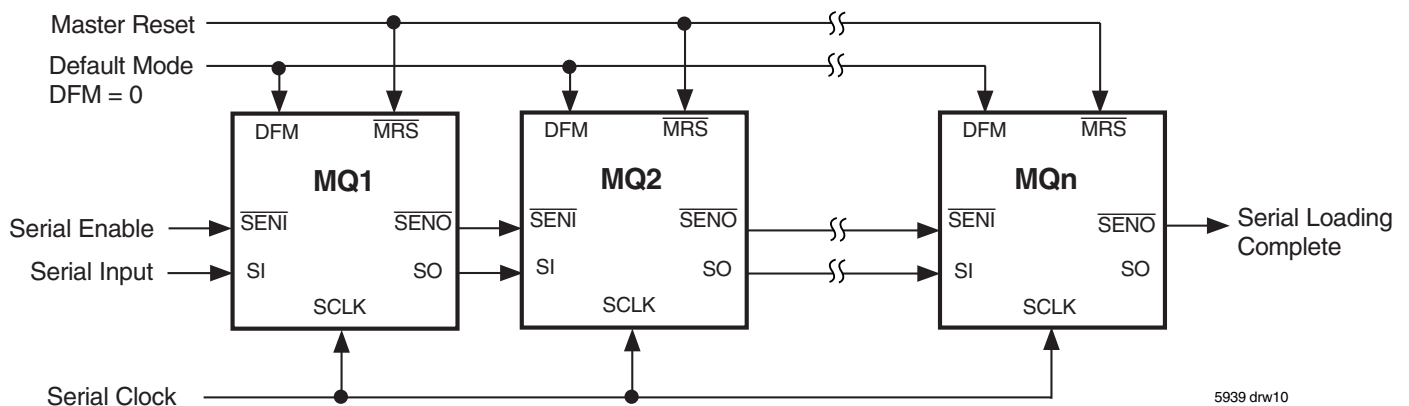 Master Reset
Default Mode
DFM = 0
DFM
MRS
DFM
MRS
DFM
MRS
MQ1
MQ2
MQn
Serial Enable
SENI
SENO
SENI
SENO
SENI
SENO
Serial Loading
Complete
Serial Input
SI
SO
SI
SO
SI
SO
SCLK
SCLK
SCLK
Serial Clock
5939 drw10